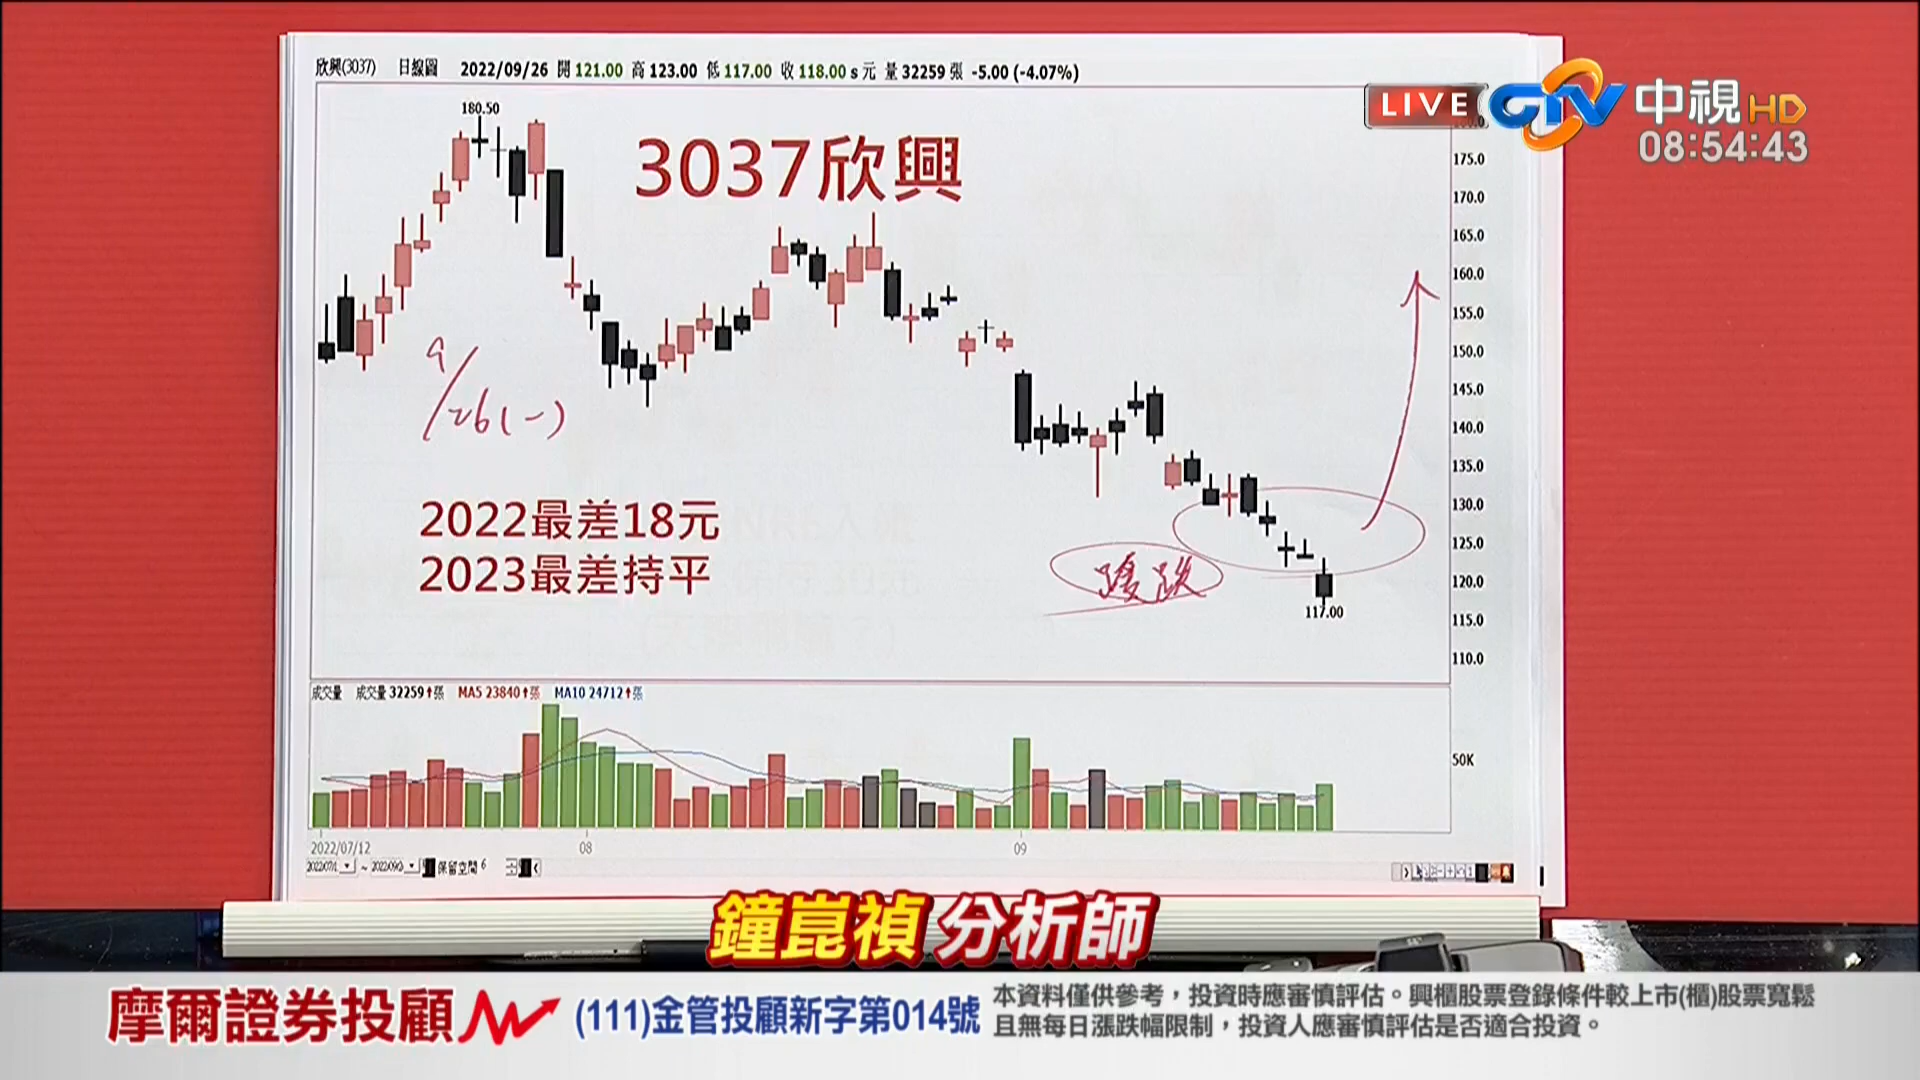 欣興(3037) 日線圖 2022/09/26 開 121.00 高 123.00 低 117.00 收 118.00 s 元 量 32259 張 -5.00 (-4.07%)
LIVE
CTV 中視 HD
08:54:43
180.50
3037欣興
175.0
170.0
165.0
160.0
155.0
150.0
145.0
140.0
135.0
130.0
125.0
120.0
115.0
110.0
9/26(一)
2022最差18元
2023最差持平
117.00
成交量 成交量 32259↑張 MA5 23840↑張 MA10 24712↑張
50K
2022/07/12
08
09
保留空間 6
鐘崑禎 分析師
摩爾證券投顧
(111)金管投顧新字第014號
本資料僅供參考，投資時應審慎評估。興櫃股票登錄條件較上市(櫃)股票寬鬆
且無每日漲跌幅限制，投資人應審慎評估是否適合投資。